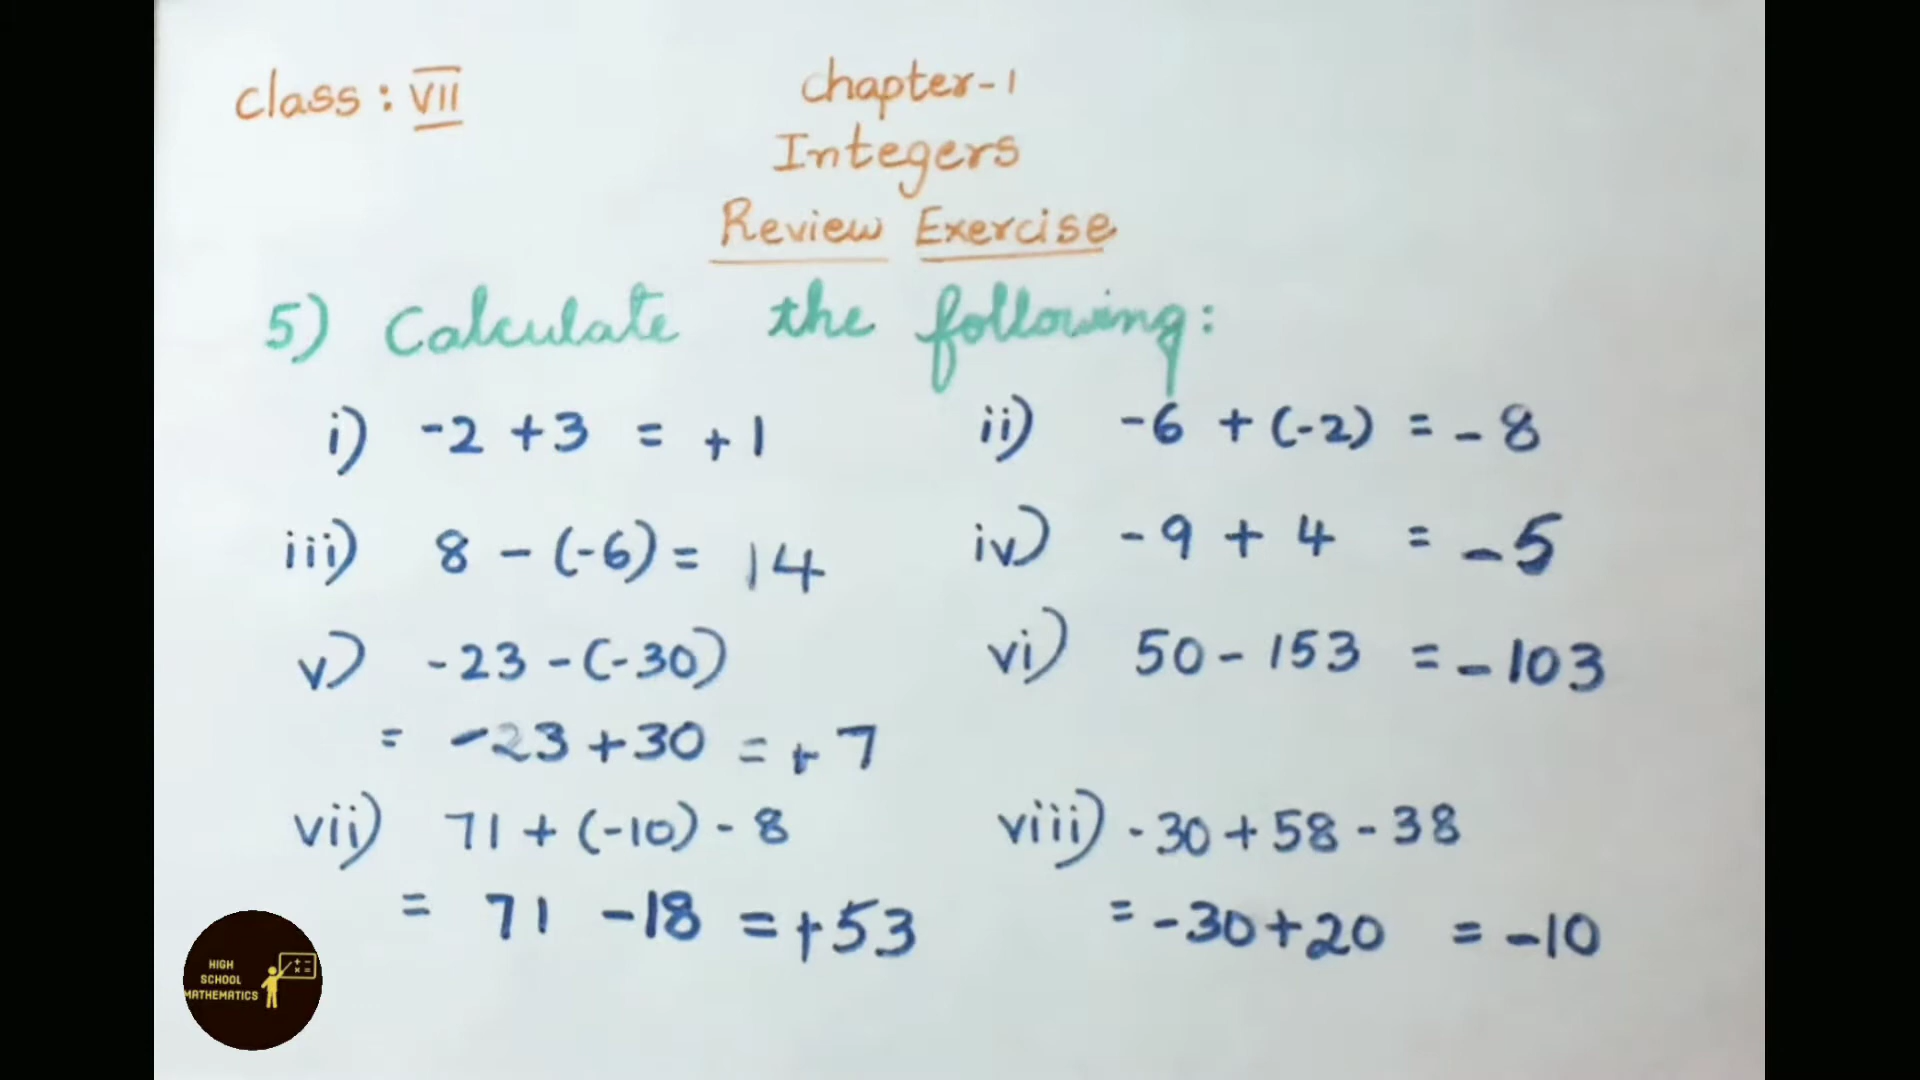 class: VII
chapter-1
Integers
Review Exercise
5) Calculate the following:
i) -2 +3 = +1
ii) -6 + (-2) = -8
iii) 8 - (-6) = 14
iv) -9 + 4 = -5
v) -23 - (-30)
= -23 +30 = +7
vi) 50 - 153 = -103
vii) 71 + (-10) - 8
= 71 -18 = +53
viii) -30 + 58 - 38
= -30 + 20 = -10
HIGH
SCHOOL
MATHEMATICS